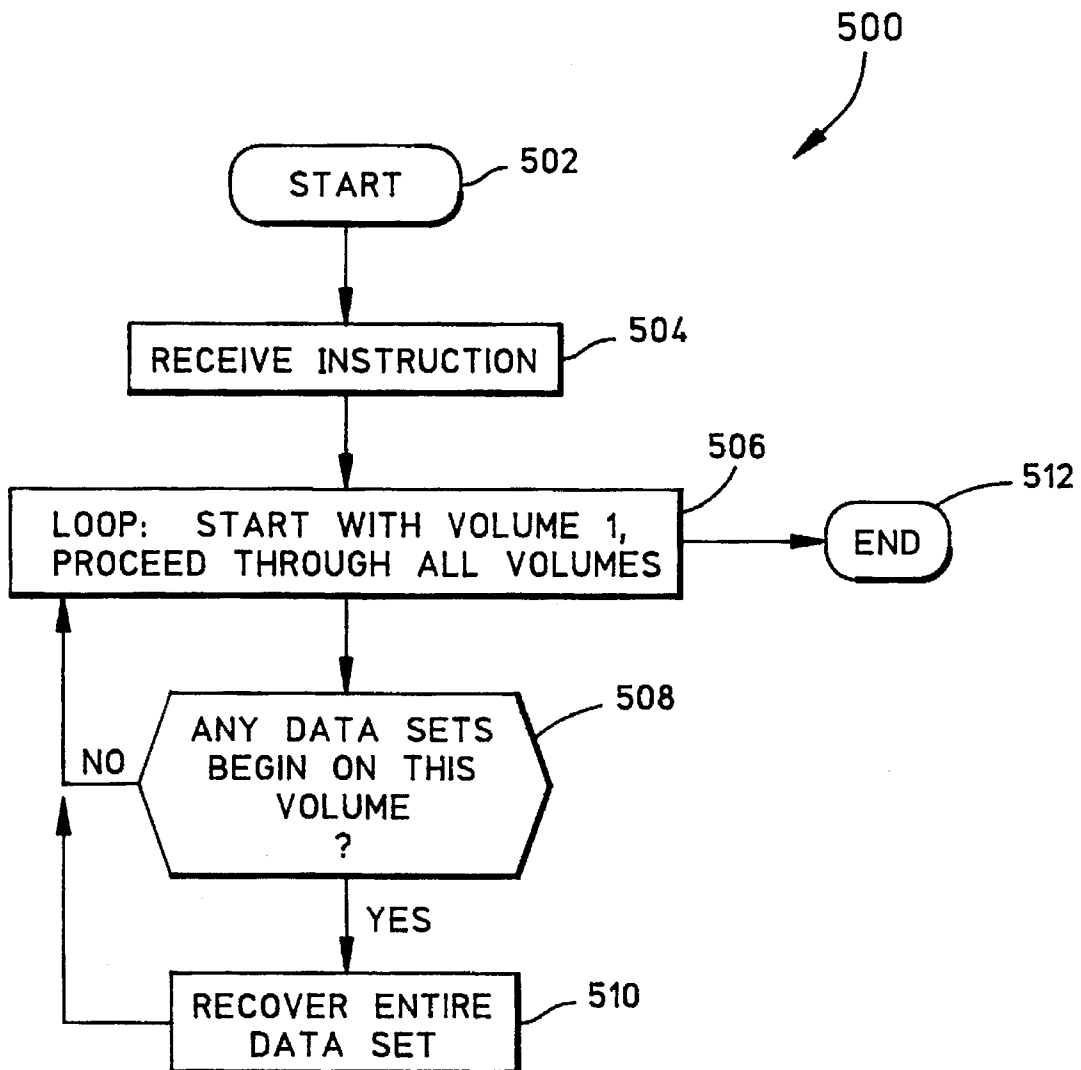 500
START
502
RECEIVE INSTRUCTION
504
506
LOOP: START WITH VOLUME 1,
PROCEED THROUGH ALL VOLUMES
512
END
508
ANY DATA SETS
BEGIN ON THIS
VOLUME
?
NO
YES
RECOVER ENTIRE
DATA SET
510